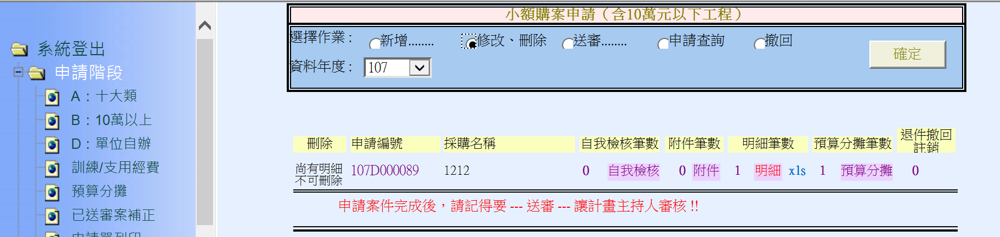 系統登出
申請階段
A：十大類
B：10萬以上
D：單位自辦
訓練/支用經費
預算分攤
已送審案補正
申請單列印
小額購案申請（含10萬元以下工程）
選擇作業： 新增........ 修改、刪除 送審........ 申請查詢 撤回
確定
資料年度： 107
刪除 申請編號 採購名稱 自我檢核筆數 附件筆數 明細筆數 預算分攤筆數 退件撤回註銷
尚有明細不可刪除 107D000089 1212 0 自我檢核 0 附件 1 明細 xls 1 預算分攤 0
申請案件完成後，請記得要 --- 送審 --- 讓計畫主持人審核 !!